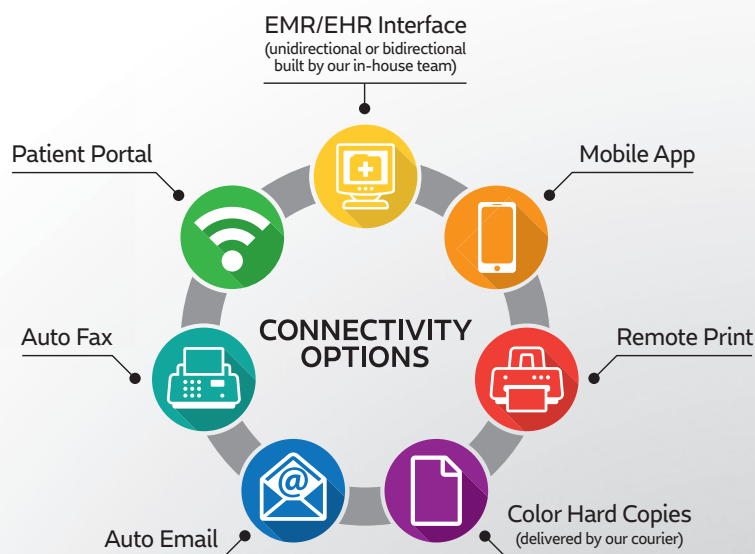 EMR/EHR Interface
(unidirectional or bidirectional
built by our in-house team)
Patient Portal
Mobile App
CONNECTIVITY
OPTIONS
Auto Fax
Remote Print
@
Auto Email
Color Hard Copies
(delivered by our courier)